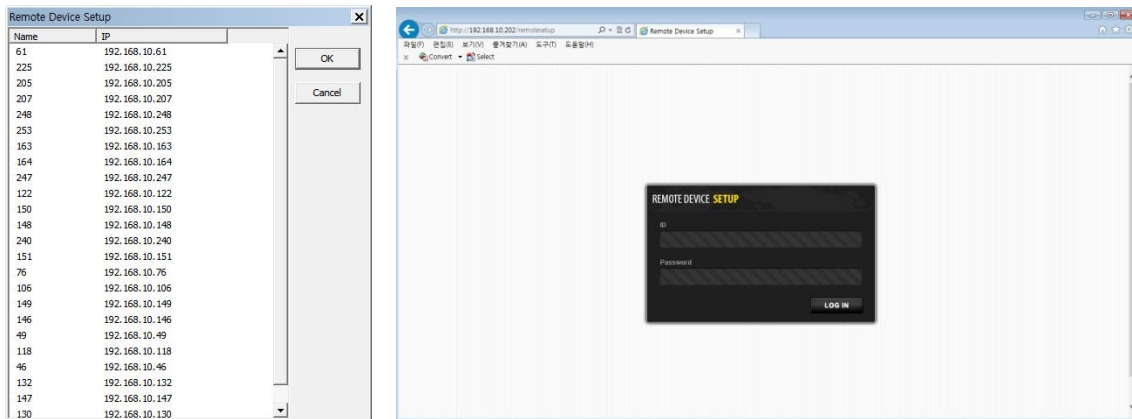 Remote Device Setup
Name IP
61 192.168.10.61
225 192.168.10.225
205 192.168.10.205
207 192.168.10.207
248 192.168.10.248
253 192.168.10.253
163 192.168.10.163
164 192.168.10.164
247 192.168.10.247
122 192.168.10.122
150 192.168.10.150
148 192.168.10.148
240 192.168.10.240
151 192.168.10.151
76 192.168.10.76
106 192.168.10.106
149 192.168.10.149
146 192.168.10.146
49 192.168.10.49
118 192.168.10.118
46 192.168.10.46
132 192.168.10.132
147 192.168.10.147
130 192.168.10.130
OK
Cancel
http://192.168.10.202/remotesetup
Remote Device Setup
파일(F) 편집(E) 보기(V) 즐겨찾기(A) 도구(T) 도움말(H)
x Convert Select
REMOTE DEVICE SETUP
ID
Password
LOG IN